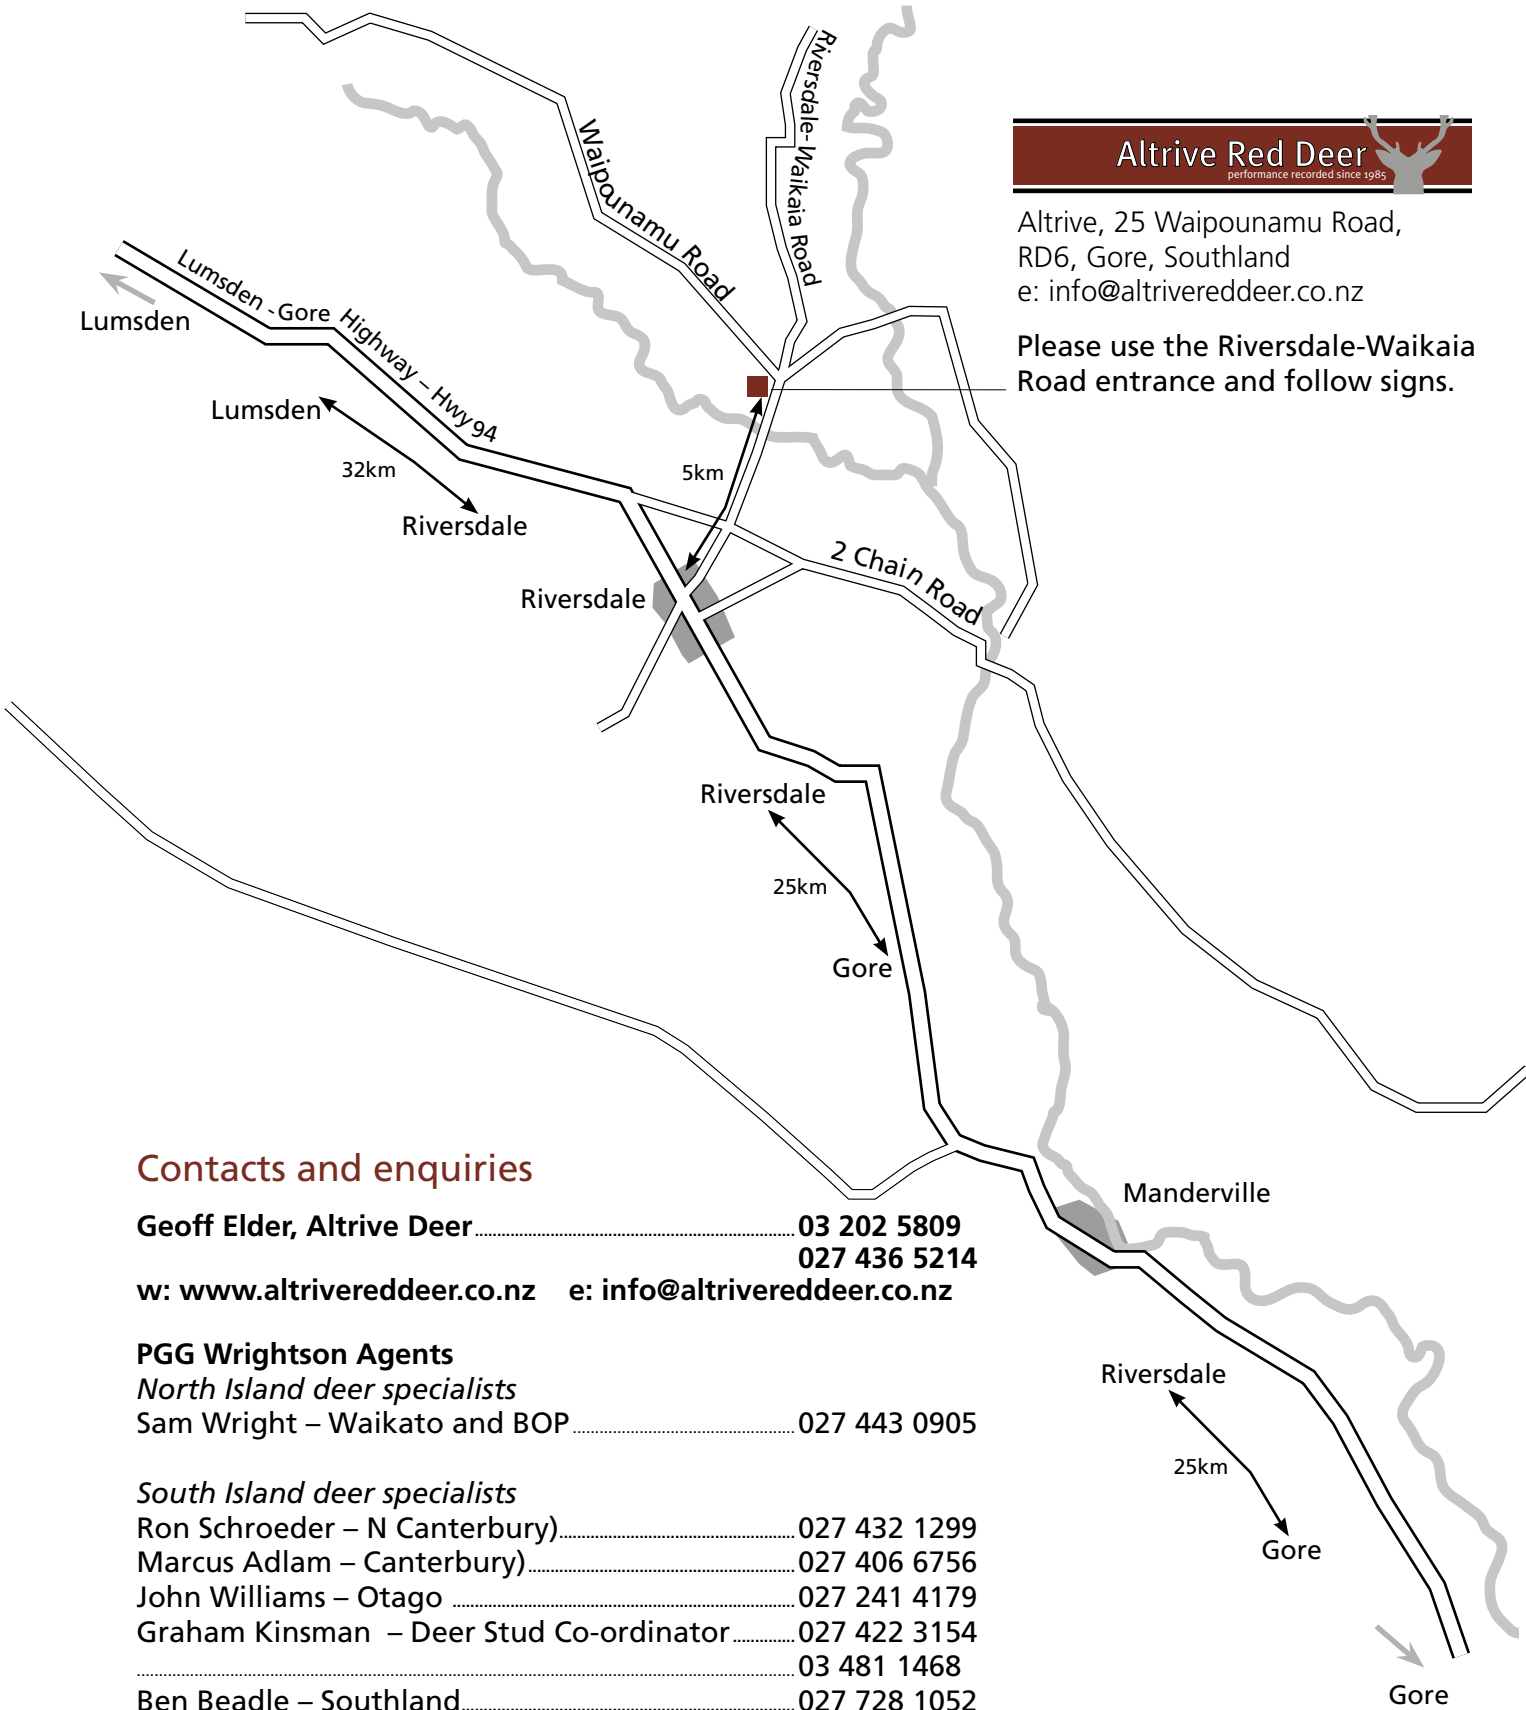 Riversdale-Waikaia Road
Waipounamu Road
Altrive Red Deer
performance recorded since 1985
Altrive, 25 Waipounamu Road,
RD6, Gore, Southland
e: info@altrivereddeer.co.nz
Please use the Riversdale-Waikaia
Road entrance and follow signs.
Lumsden -Gore Highway – Hwy 94
Lumsden
Lumsden
32km
Riversdale
5km
Riversdale
2 Chain Road
Riversdale
25km
Gore
Manderville
Riversdale
25km
Gore
Gore
Contacts and enquiries
Geoff Elder, Altrive Deer 03 202 5809
027 436 5214
w: www.altrivereddeer.co.nz e: info@altrivereddeer.co.nz
PGG Wrightson Agents
North Island deer specialists
Sam Wright – Waikato and BOP 027 443 0905
South Island deer specialists
Ron Schroeder – N Canterbury) 027 432 1299
Marcus Adlam – Canterbury) 027 406 6756
John Williams – Otago 027 241 4179
Graham Kinsman – Deer Stud Co-ordinator 027 422 3154
03 481 1468
Ben Beadle – Southland 027 728 1052